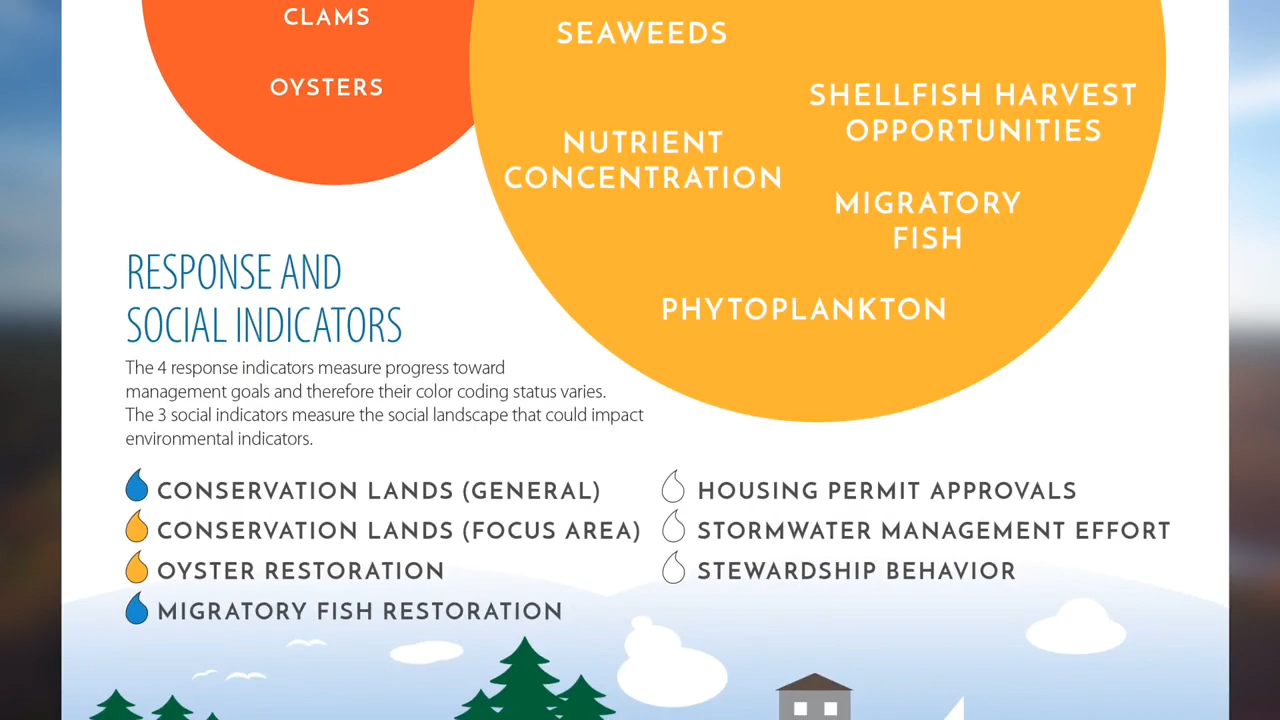 CLAMS
OYSTERS
SEAWEEDS
SHELLFISH HARVEST
OPPORTUNITIES
NUTRIENT
CONCENTRATION
MIGRATORY
FISH
PHYTOPLANKTON
RESPONSE AND
SOCIAL INDICATORS
The 4 response indicators measure progress toward
management goals and therefore their color coding status varies.
The 3 social indicators measure the social landscape that could impact
environmental indicators.
CONSERVATION LANDS (GENERAL)
CONSERVATION LANDS (FOCUS AREA)
OYSTER RESTORATION
MIGRATORY FISH RESTORATION
HOUSING PERMIT APPROVALS
STORMWATER MANAGEMENT EFFORT
STEWARDSHIP BEHAVIOR